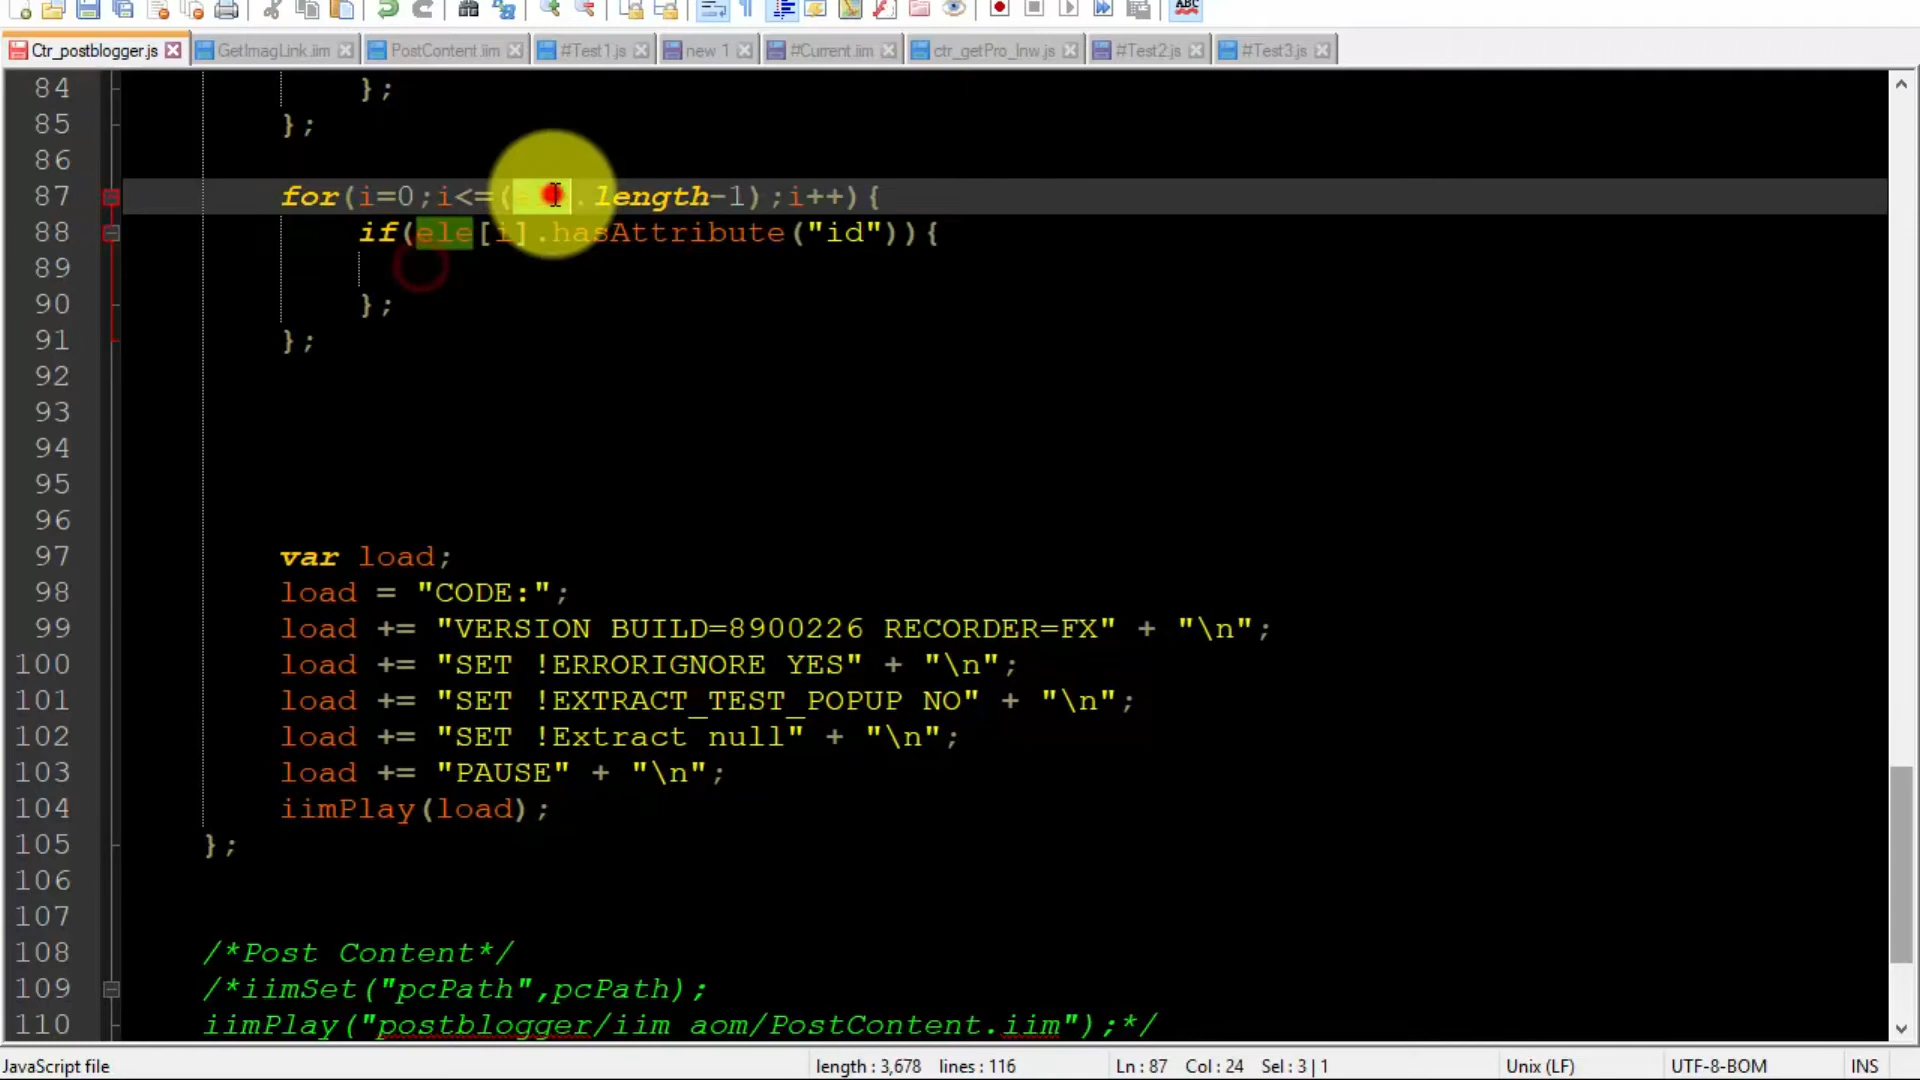 Ctr_postblogger.js GetImagLink.iim PostContent.iim #Test1.js new 1 #Current.iim ctr_getPro_lnw.js #Test2.js #Test3.js
84 };
85 };
86
87 for(i=0;i<=( .length-1);i++){
88 if(ele[i].hasAttribute("id")){
89
90 };
91 };
92
93
94
95
96
97 var load;
98 load = "CODE:";
99 load += "VERSION BUILD=8900226 RECORDER=FX" + "\n";
100 load += "SET !ERRORIGNORE YES" + "\n";
101 load += "SET !EXTRACT_TEST_POPUP NO" + "\n";
102 load += "SET !Extract null" + "\n";
103 load += "PAUSE" + "\n";
104 iimPlay(load);
105 };
106
107
108 /*Post Content*/
109 /*iimSet("pcPath",pcPath);
110 iimPlay("postblogger/iim aom/PostContent.iim");*/
JavaScript file length : 3,678 lines : 116 Ln : 87 Col : 24 Sel : 3 | 1 Unix (LF) UTF-8-BOM INS